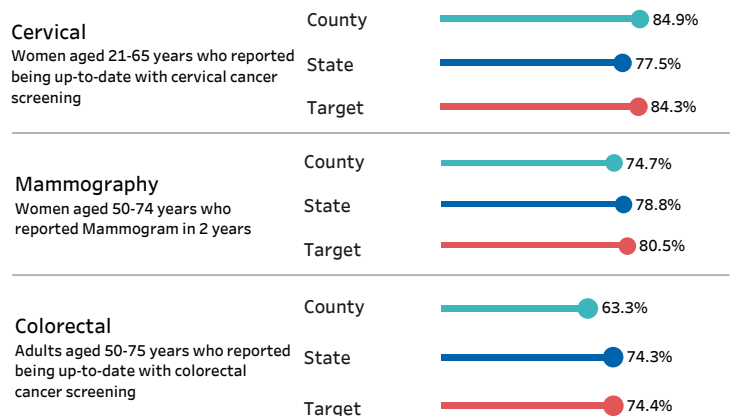 Cervical
Women aged 21-65 years who reported
being up-to-date with cervical cancer
screening
County
84.9%
State
77.5%
Target
84.3%
Mammography
Women aged 50-74 years who
reported Mammogram in 2 years
County
74.7%
State
78.8%
Target
80.5%
Colorectal
Adults aged 50-75 years who reported
being up-to-date with colorectal
cancer screening
County
63.3%
State
74.3%
Target
74.4%